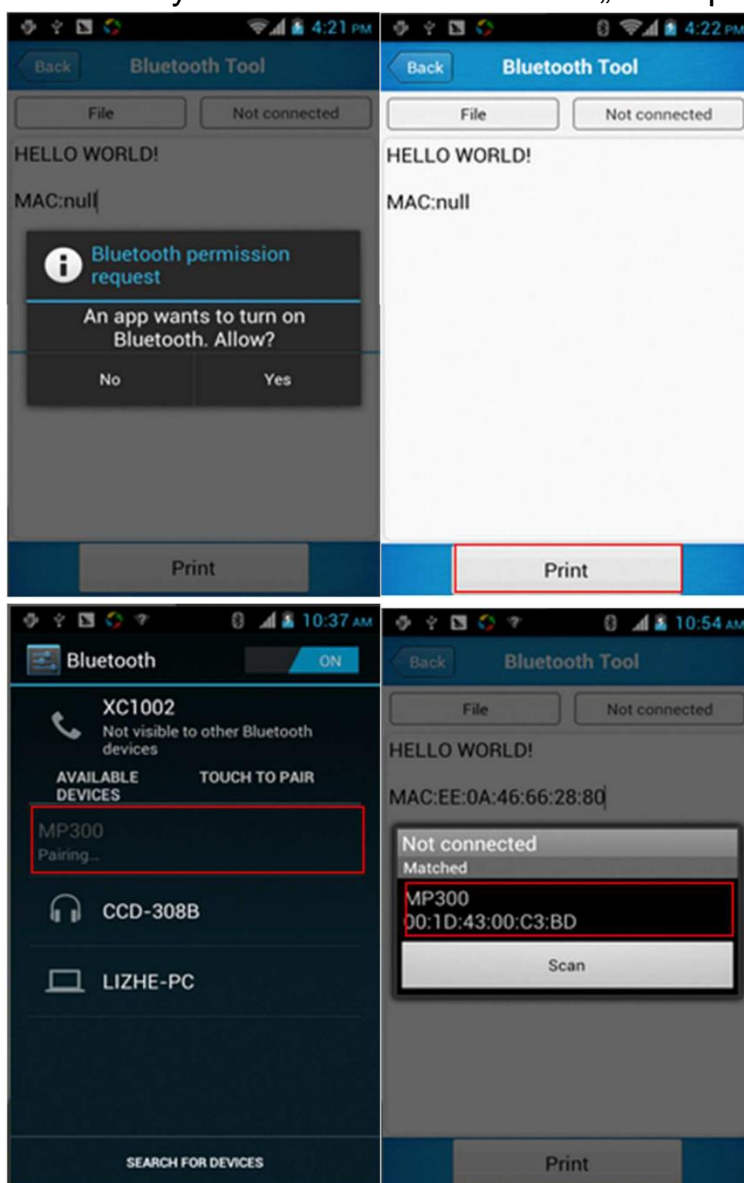 4:21 PM
Back
Bluetooth Tool
File
Not connected
HELLO WORLD!
MAC:null
Bluetooth permission
request
An app wants to turn on
Bluetooth. Allow?
No
Yes
Print
4:22 PM
Back
Bluetooth Tool
File
Not connected
HELLO WORLD!
MAC:null
Print
10:37 AM
Bluetooth
ON
XC1002
Not visible to other Bluetooth
devices
AVAILABLE
DEVICES
TOUCH TO PAIR
MP300
Pairing...
CCD-308B
LIZHE-PC
SEARCH FOR DEVICES
10:54 AM
Back
Bluetooth Tool
File
Not connected
HELLO WORLD!
MAC:EE:0A:46:66:28:80
Not connected
Matched
MP300
00:1D:43:00:C3:BD
Scan
Print